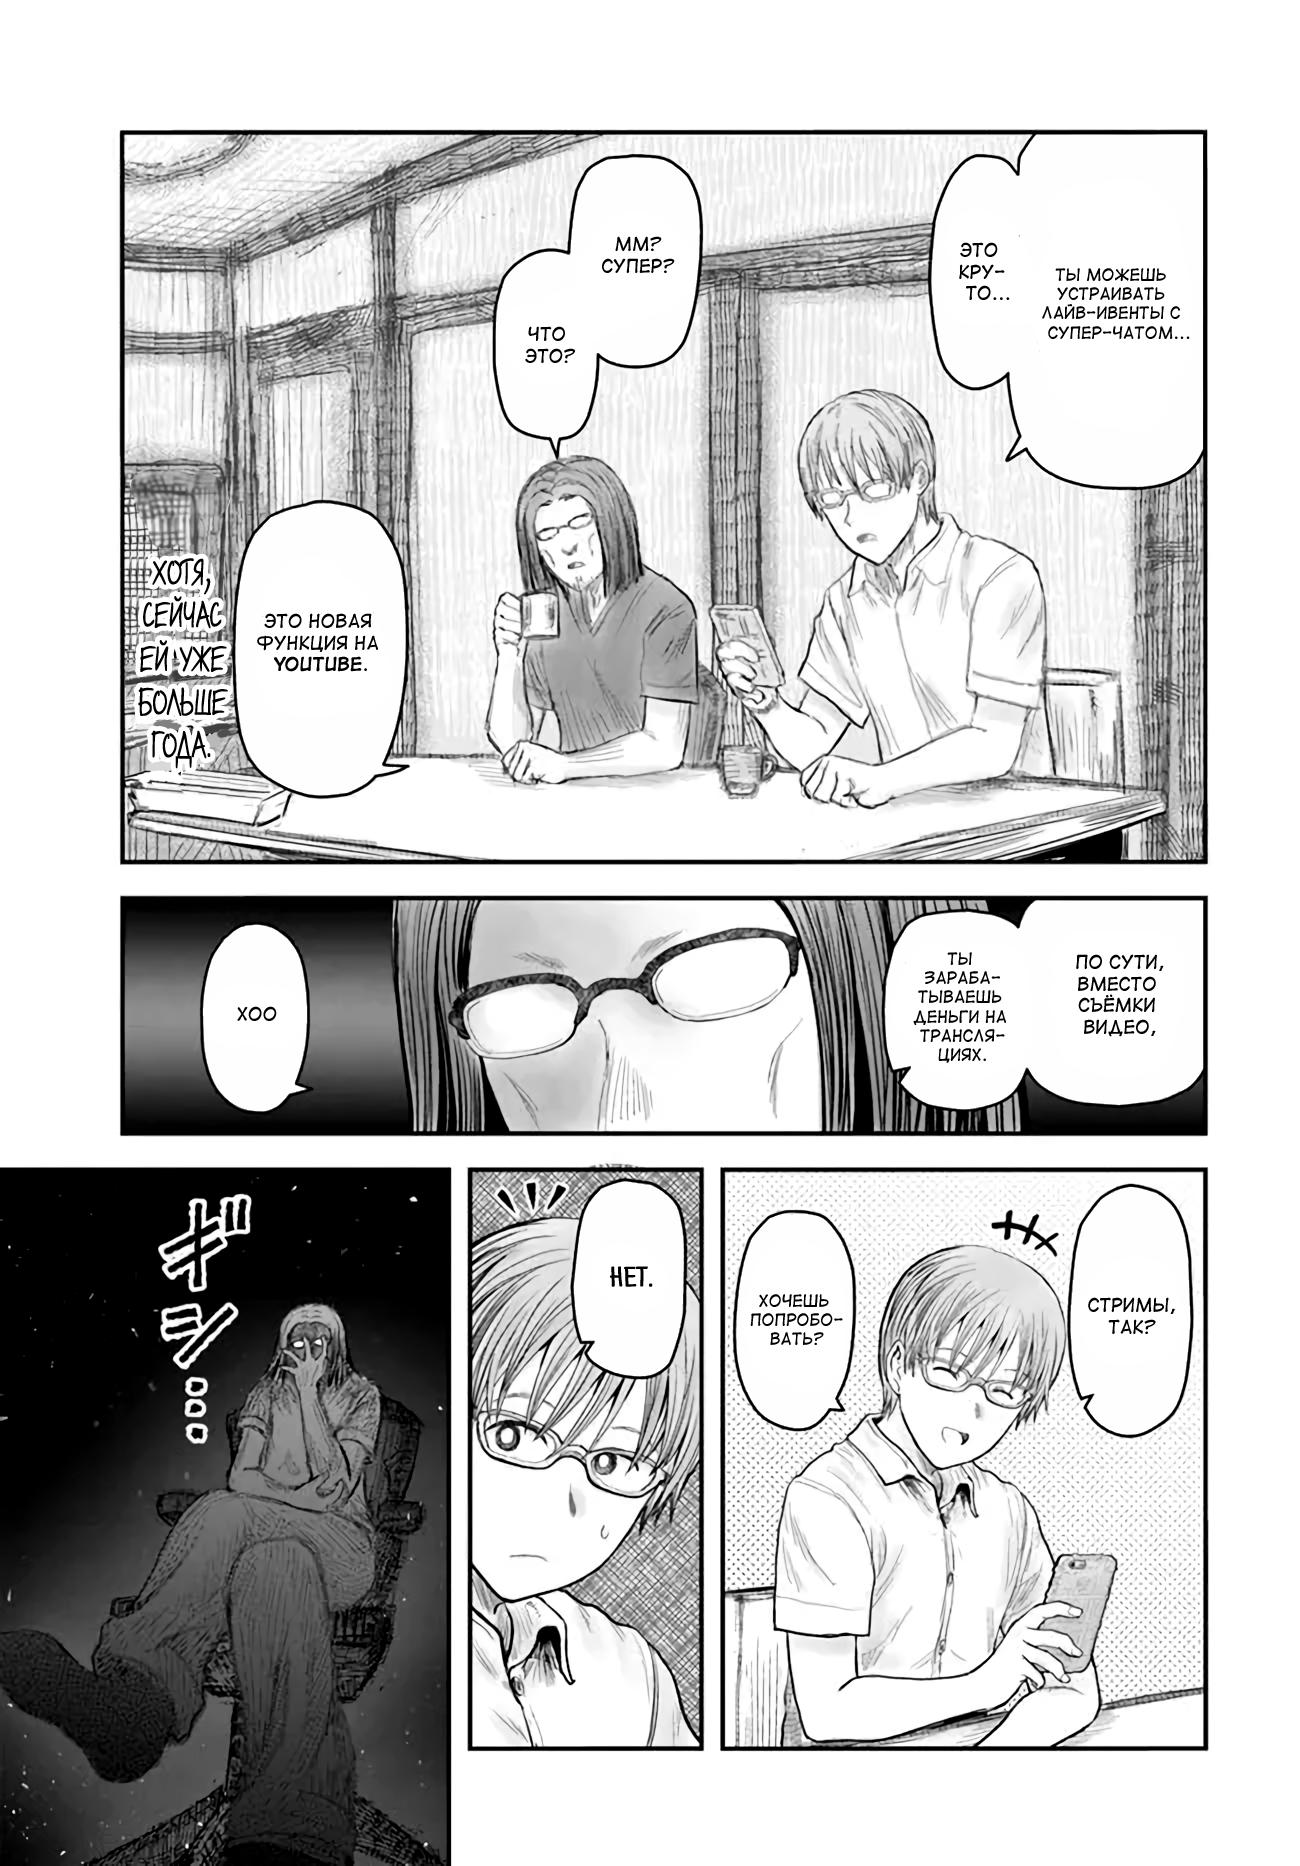 ТЫ МОЖЕШЬ
УСТРАИВАТЬ
ЛАЙВ-ИВЕНТЫ С
СУПЕР-ЧАТОМ...
ЭТО
КРУ-
ТО...
ММ?
СУПЕР?
ЧТО
ЭТО?
ЭТО НОВАЯ
ФУНКЦИЯ НА
YOUTUBE.
ХОТЯ,
СЕЙЧАС
ЕЙ УЖЕ
БОЛЬШЕ
ГОДА.
ПО СУТИ,
ВМЕСТО
СЪЁМКИ
ВИДЕО,
ТЫ
ЗАРАБА-
ТЫВАЕШЬ
ДЕНЬГИ НА
ТРАНСЛЯ-
ЦИЯХ.
ХОО
СТРИМЫ,
ТАК?
ХОЧЕШЬ
ПОПРОБО-
ВАТЬ?
НЕТ.
ギシ...